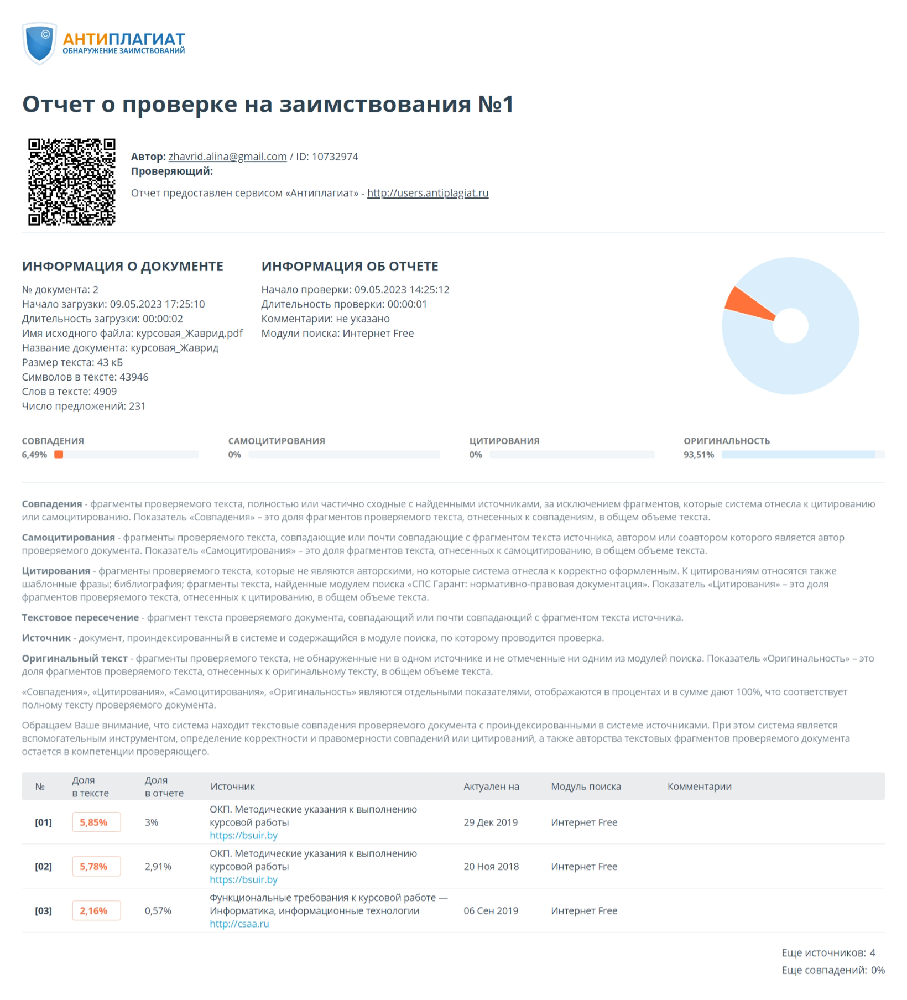 ©
АНТИПЛАГИАТ
ОБНАРУЖЕНИЕ ЗАИМСТВОВАНИЙ
Отчет о проверке на заимствования №1
Автор: zhavrid.alina@gmail.com / ID: 10732974
Проверяющий:
Отчет предоставлен сервисом «Антиплагиат» - http://users.antiplagiat.ru
ИНФОРМАЦИЯ О ДОКУМЕНТЕ
№ документа: 2
Начало загрузки: 09.05.2023 17:25:10
Длительность загрузки: 00:00:02
Имя исходного файла: курсовая_Жаврид.pdf
Название документа: курсовая_Жаврид
Размер текста: 43 кБ
Символов в тексте: 43946
Слов в тексте: 4909
Число предложений: 231
ИНФОРМАЦИЯ ОБ ОТЧЕТЕ
Начало проверки: 09.05.2023 14:25:12
Длительность проверки: 00:00:01
Комментарии: не указано
Модули поиска: Интернет Free
СОВПАДЕНИЯ
6,49%
САМОЦИТИРОВАНИЯ
0%
ЦИТИРОВАНИЯ
0%
ОРИГИНАЛЬНОСТЬ
93,51%
Совпадения - фрагменты проверяемого текста, полностью или частично сходные с найденными источниками, за исключением фрагментов, которые система отнесла к цитированию
или самоцитированию. Показатель «Совпадения» – это доля фрагментов проверяемого текста, отнесенных к совпадениям, в общем объеме текста.
Самоцитирования - фрагменты проверяемого текста, совпадающие или почти совпадающие с фрагментом текста источника, автором или соавтором которого является автор
проверяемого документа. Показатель «Самоцитирования» – это доля фрагментов текста, отнесенных к самоцитированию, в общем объеме текста.
Цитирования - фрагменты проверяемого текста, которые не являются авторскими, но которые система отнесла к корректно оформленным. К цитированиям относятся также
шаблонные фразы; библиография; фрагменты текста, найденные модулем поиска «СПС Гарант: нормативно-правовая документация». Показатель «Цитирования» – это доля
фрагментов проверяемого текста, отнесенных к цитированию, в общем объеме текста.
Текстовое пересечение - фрагмент текста проверяемого документа, совпадающий или почти совпадающий с фрагментом текста источника.
Источник - документ, проиндексированный в системе и содержащийся в модуле поиска, по которому проводится проверка.
Оригинальный текст - фрагменты проверяемого текста, не обнаруженные ни в одном источнике и не отмеченные ни одним из модулей поиска. Показатель «Оригинальность» – это
доля фрагментов проверяемого текста, отнесенных к оригинальному тексту, в общем объеме текста.
«Совпадения», «Цитирования», «Самоцитирования», «Оригинальность» являются отдельными показателями, отображаются в процентах и в сумме дают 100%, что соответствует
полному тексту проверяемого документа.
Обращаем Ваше внимание, что система находит текстовые совпадения проверяемого документа с проиндексированными в системе источниками. При этом система является
вспомогательным инструментом, определение корректности и правомерности совпадений или цитирований, а также авторства текстовых фрагментов проверяемого документа
остается в компетенции проверяющего.
№ Доля в тексте Доля в отчете Источник Актуален на Модуль поиска Комментарии
[01] 5,85% 3% ОКП. Методические указания к выполнению
курсовой работы 29 Дек 2019 Интернет Free
https://bsuir.by
[02] 5,78% 2,91% ОКП. Методические указания к выполнению
курсовой работы 20 Ноя 2018 Интернет Free
https://bsuir.by
[03] 2,16% 0,57% Функциональные требования к курсовой работе —
Информатика, информационные технологии 06 Сен 2019 Интернет Free
http://csaa.ru
Еще источников: 4
Еще совпадений: 0%